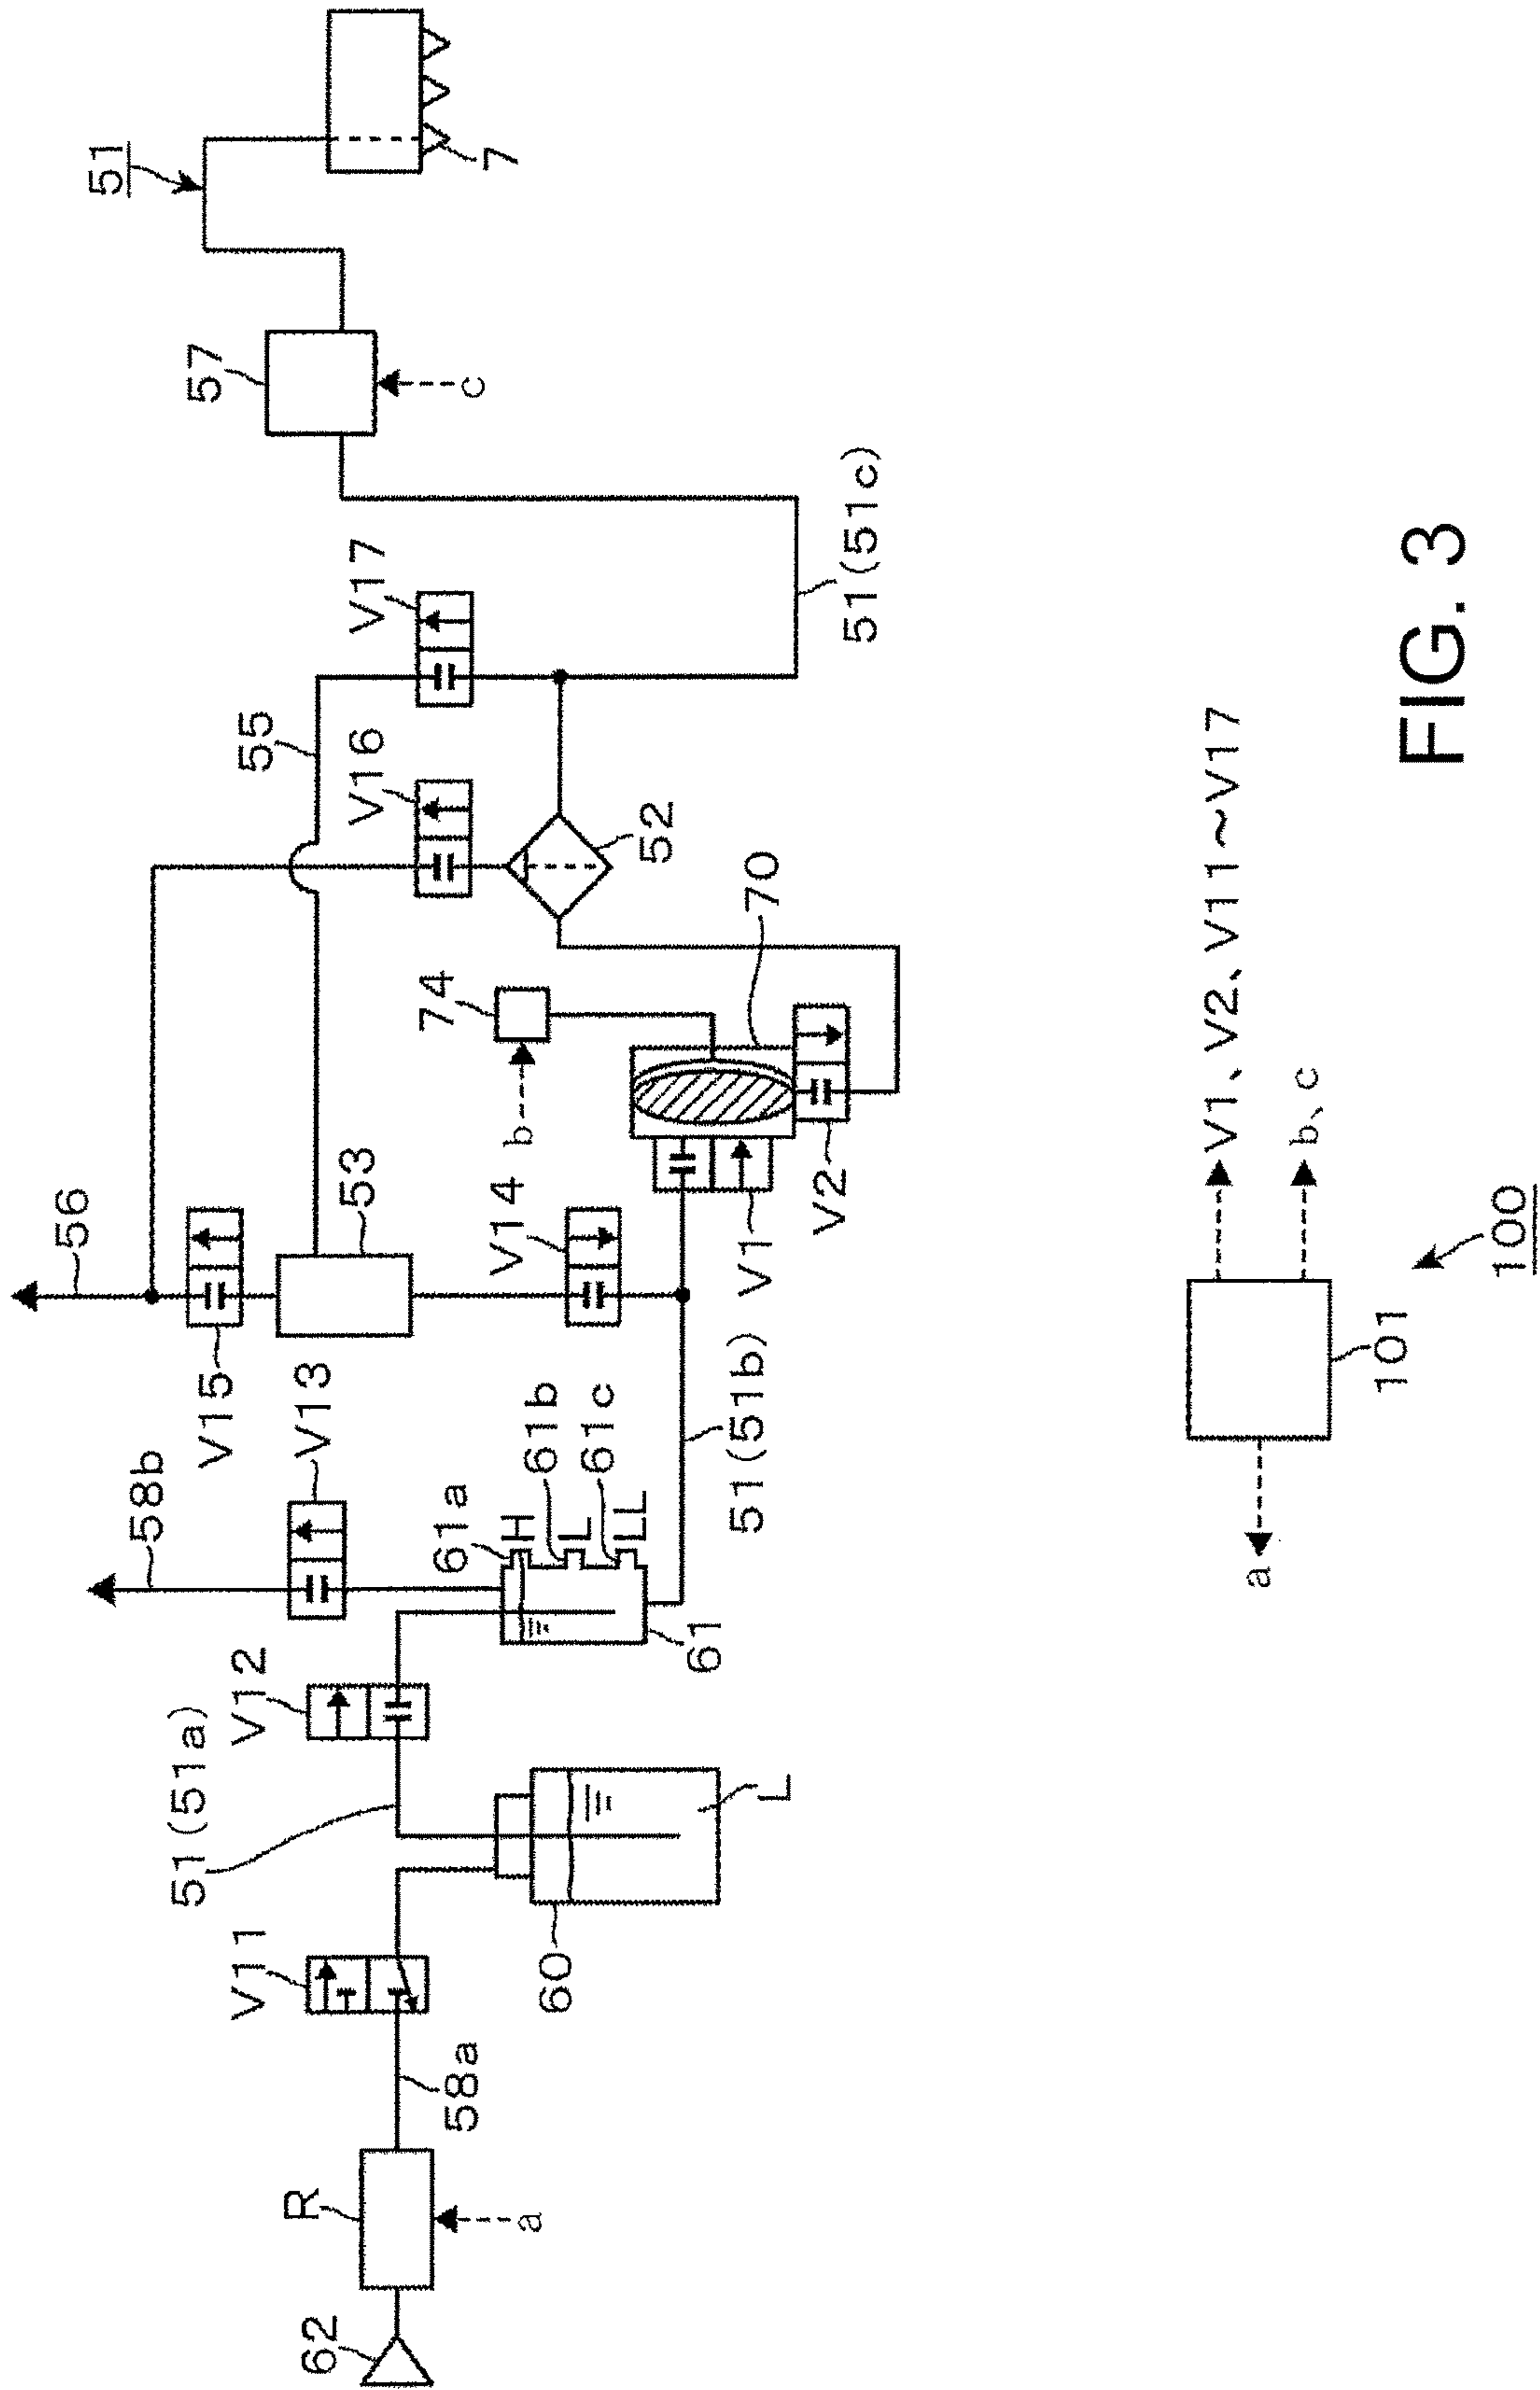 51
7
57
c
V17
51(51c)
55
V16
52
70
74
b
56
53
V14
V2
V1
V15
V13
58b
61b
61c
61a
H
L
LL
51(51b)
61
V12
51(51a)
L
V11
60
58a
R
a
62
V1、V2、V11～V17
b、c
100
101
a
FIG. 3